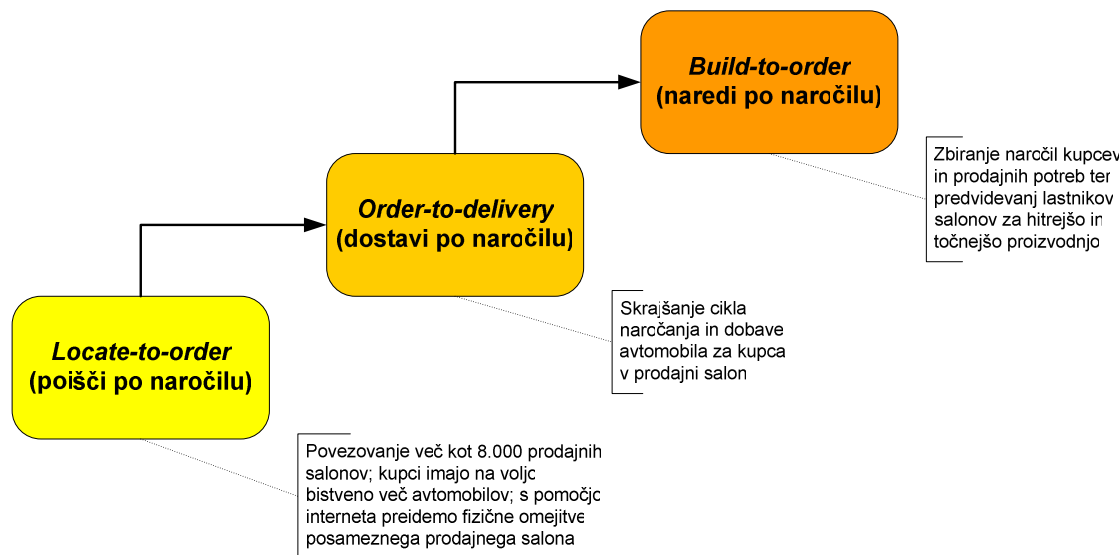 Build-to-order
(naredi po naročilu)
Zbiranje naročil kupcev
in prodajnih potreb ter
predvidevanj lastnikov
salonov za hitrejšo in
točnejšo proizvodnjo
Order-to-delivery
(dostavi po naročilu)
Skrajšanje cikla
naročanja in dobave
avtomobila za kupca
v prodajni salon
Locate-to-order
(poišči po naročilu)
Povezovanje več kot 8.000 prodajnih
salonov; kupci imajo na voljo
bistveno več avtomobilov; s pomočjo
interneta preidemo fizične omejitve
posameznega prodajnega salona